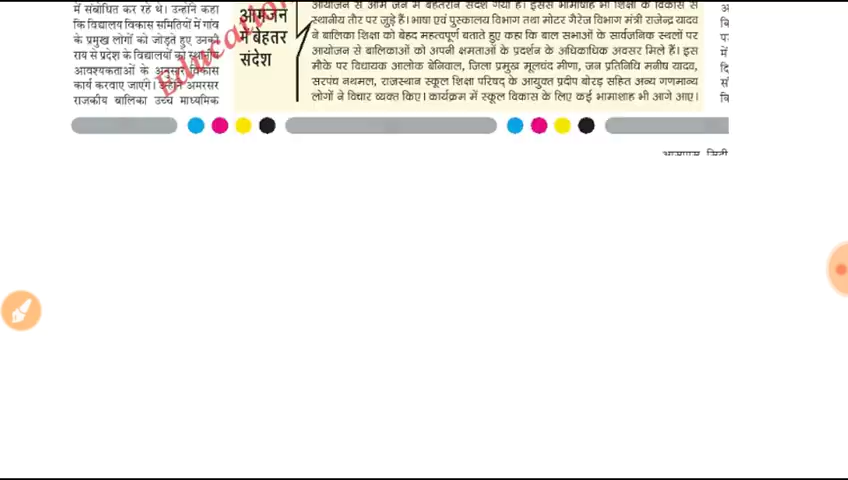 में संबोधित कर रहे थे। उन्होंने कहा
कि विद्यालय विकास समितियों में गांव
के प्रमुख लोगों को जोड़ते हुए उनकी
राय से प्रदेश के विद्यालयों को स्थानीय
आवश्यकताओं के अनुसार विकास
कार्य करवाए जाएंगे। उन्होंने अमरसर
राजकीय बालिका उच्च माध्यमिक
Education
आमजन
में बेहतर
संदेश
आयोजन से आम जन में बेहतरीन संदेश गया है। इससे भामाशाह भी शिक्षा के विकास से
स्थानीय तौर पर जुड़े हैं। भाषा एवं पुस्कालय विभाग तथा मोटर गैरेज विभाग मंत्री राजेन्द्र यादव
ने बालिका शिक्षा को बेहद महत्वपूर्ण बताते हुए कहा कि बाल सभाओं के सार्वजनिक स्थलों पर
आयोजन से बालिकाओं को अपनी क्षमताओं के प्रदर्शन के अधिकाधिक अवसर मिले हैं। इस
मौके पर विधायक आलोक बेनिवाल, जिला प्रमुख मूलचंद मीणा, जन प्रतिनिधि मनीष यादव,
सरपंच नथमल, राजस्थान स्कूल शिक्षा परिषद् के आयुक्त प्रदीप बोरड़ सहित अन्य गणमान्य
लोगों ने विचार व्यक्त किए। कार्यक्रम में स्कूल विकास के लिए कई भामाशाह भी आगे आए।